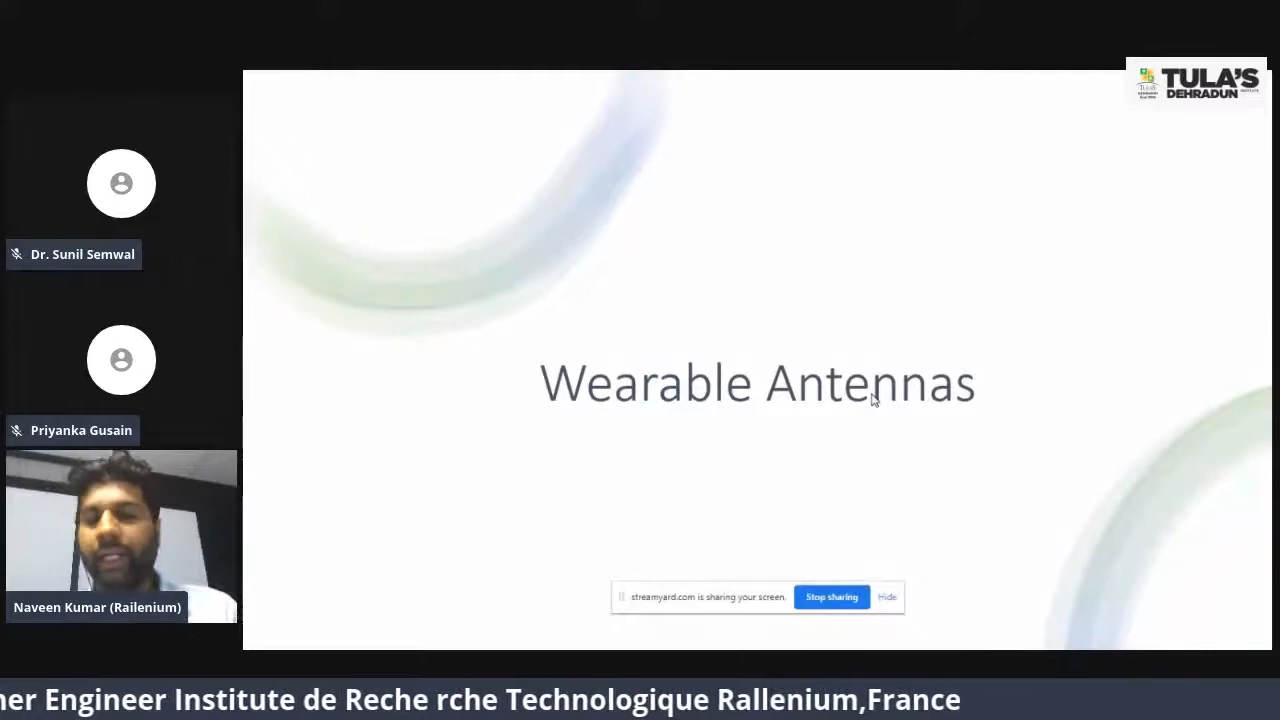 TULA'S
DEHRADUN
Dr. Sunil Semwal
Priyanka Gusain
Wearable Antennas
streamyard.com is sharing your screen.
Stop sharing
Hide
Naveen Kumar (Railenium)
ner Engineer Institute de Reche rche Technologique Rallenium,France